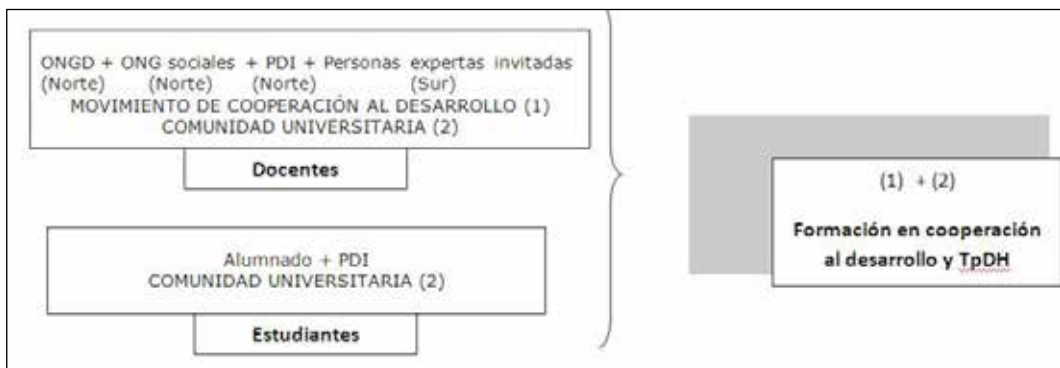 ONGD + ONG sociales + PDI + Personas expertas invitadas
(Norte) (Norte) (Norte) (Sur)
MOVIMIENTO DE COOPERACIÓN AL DESARROLLO (1)
COMUNIDAD UNIVERSITARIA (2)
Docentes
Alumnado + PDI
COMUNIDAD UNIVERSITARIA (2)
Estudiantes
(1) + (2)
Formación en cooperación
al desarrollo y TpDH